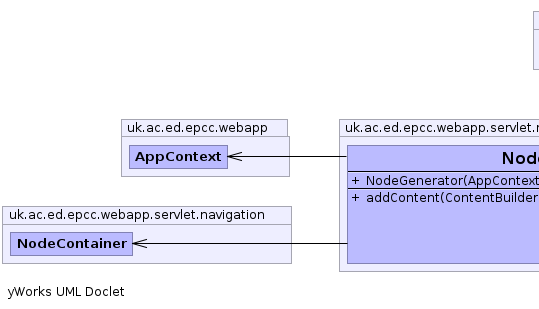 uk.ac.ed.epcc.webapp
AppContext
uk.ac.ed.epcc.webapp.servlet.n
Node
+ NodeGenerator(AppContext
+ addContent(ContentBuilder
uk.ac.ed.epcc.webapp.servlet.navigation
NodeContainer
yWorks UML Doclet